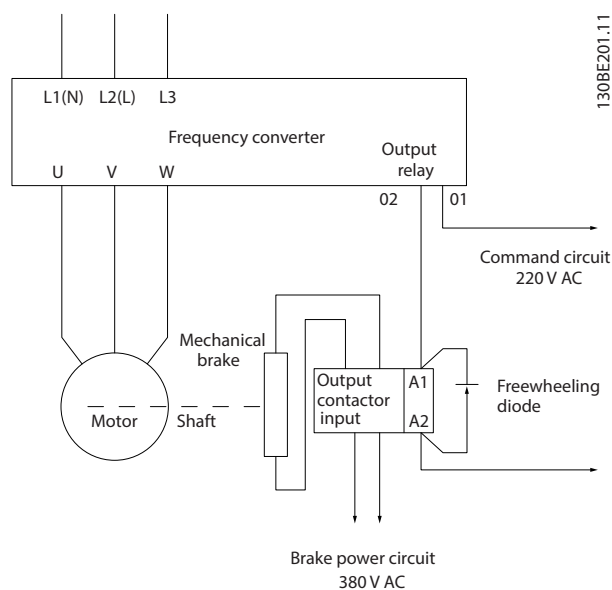 130BE201.11
L1(N) L2(L) L3
Frequency converter
Output
relay
U V W
02 01
Command circuit
220 V AC
Mechanical
brake
Output
contactor
input
A1
A2
Freewheeling
diode
Motor Shaft
Brake power circuit
380 V AC